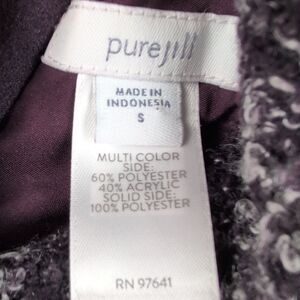 purejill
MADE IN
INDONESIA
S
MULTI COLOR
SIDE:
60% POLYESTER
40% ACRYLIC
SOLID SIDE:
100% POLYESTER
RN 97641